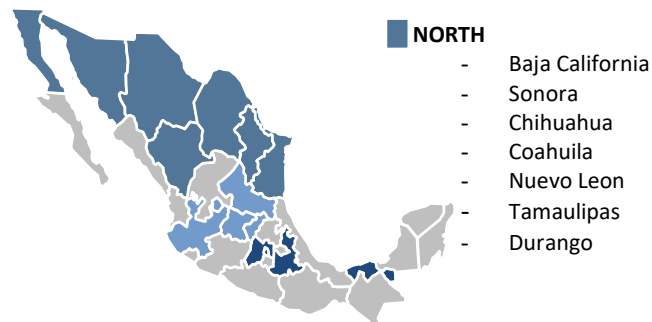 NORTH
- Baja California
- Sonora
- Chihuahua
- Coahuila
- Nuevo Leon
- Tamaulipas
- Durango